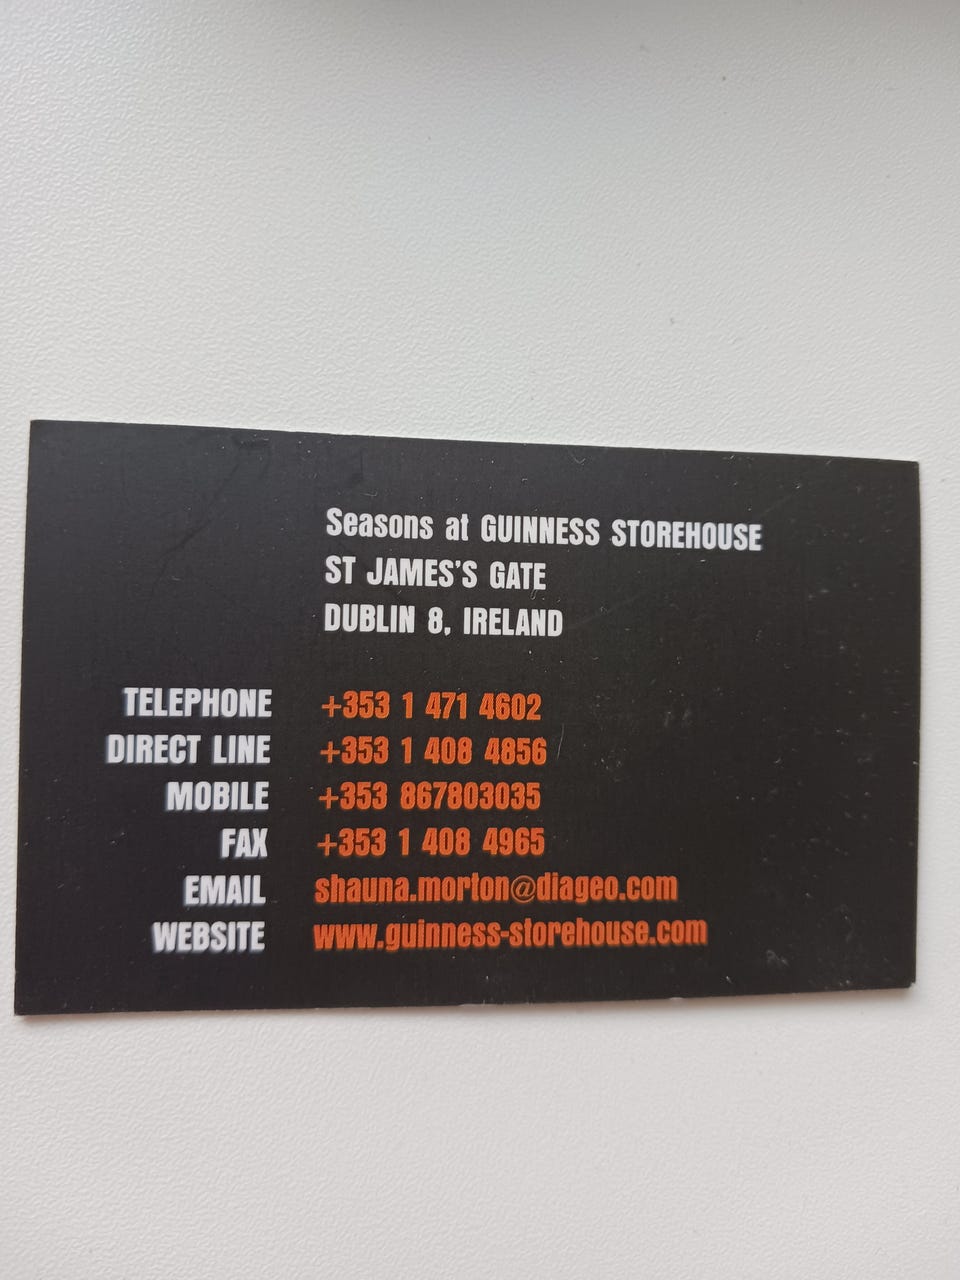 Seasons at GUINNESS STOREHOUSE
ST JAMES'S GATE
DUBLIN 8, IRELAND
TELEPHONE +353 1 471 4602
DIRECT LINE +353 1 408 4856
MOBILE +353 867803035
FAX +353 1 408 4965
EMAIL shauna.morton@diageo.com
WEBSITE www.guinness-storehouse.com